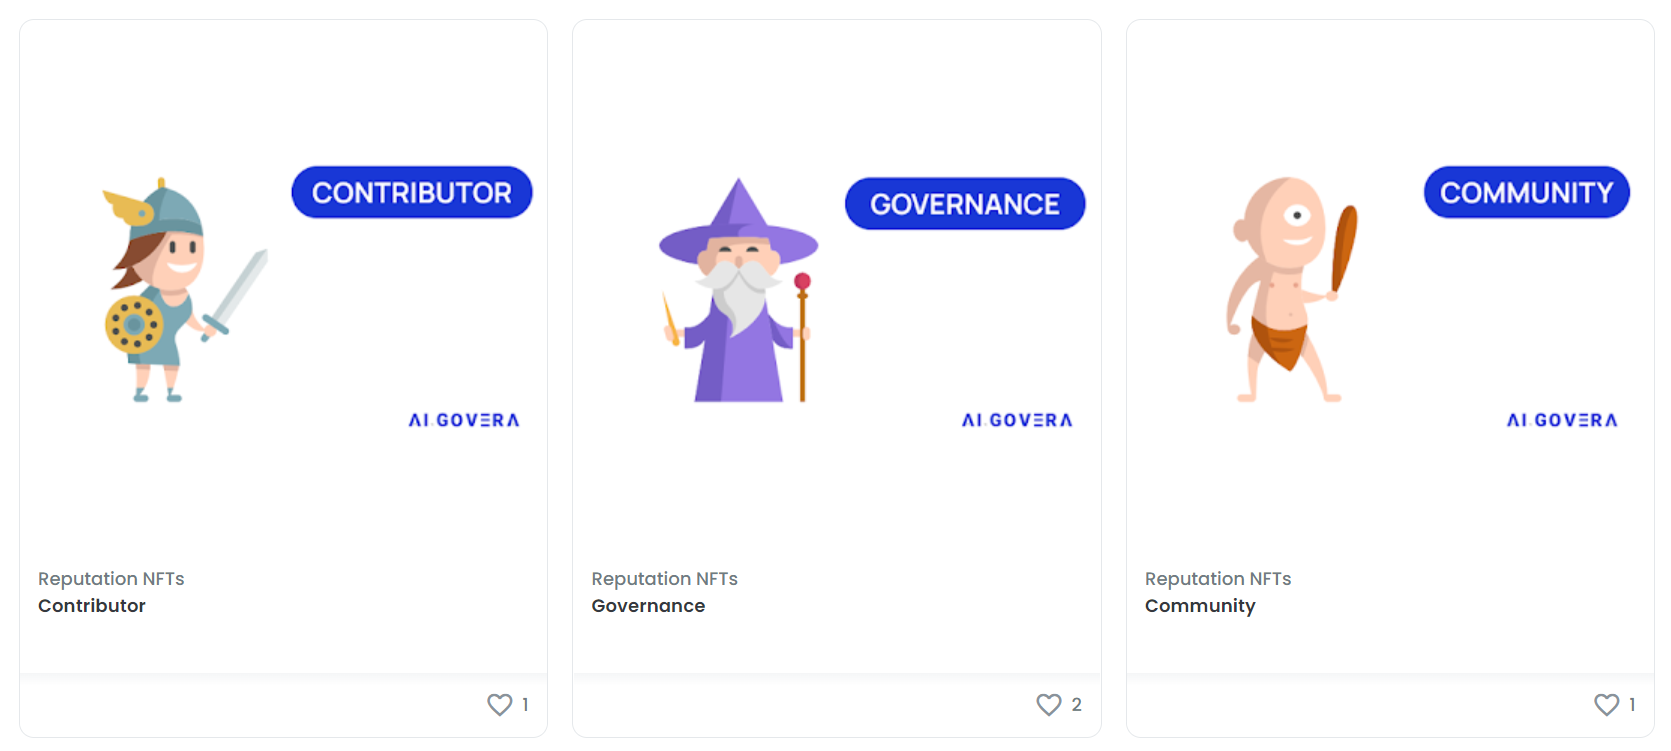 CONTRIBUTOR
AI.GOVERA
Reputation NFTs
Contributor
1
GOVERNANCE
AI.GOVERA
Reputation NFTs
Governance
2
COMMUNITY
AI.GOVERA
Reputation NFTs
Community
1